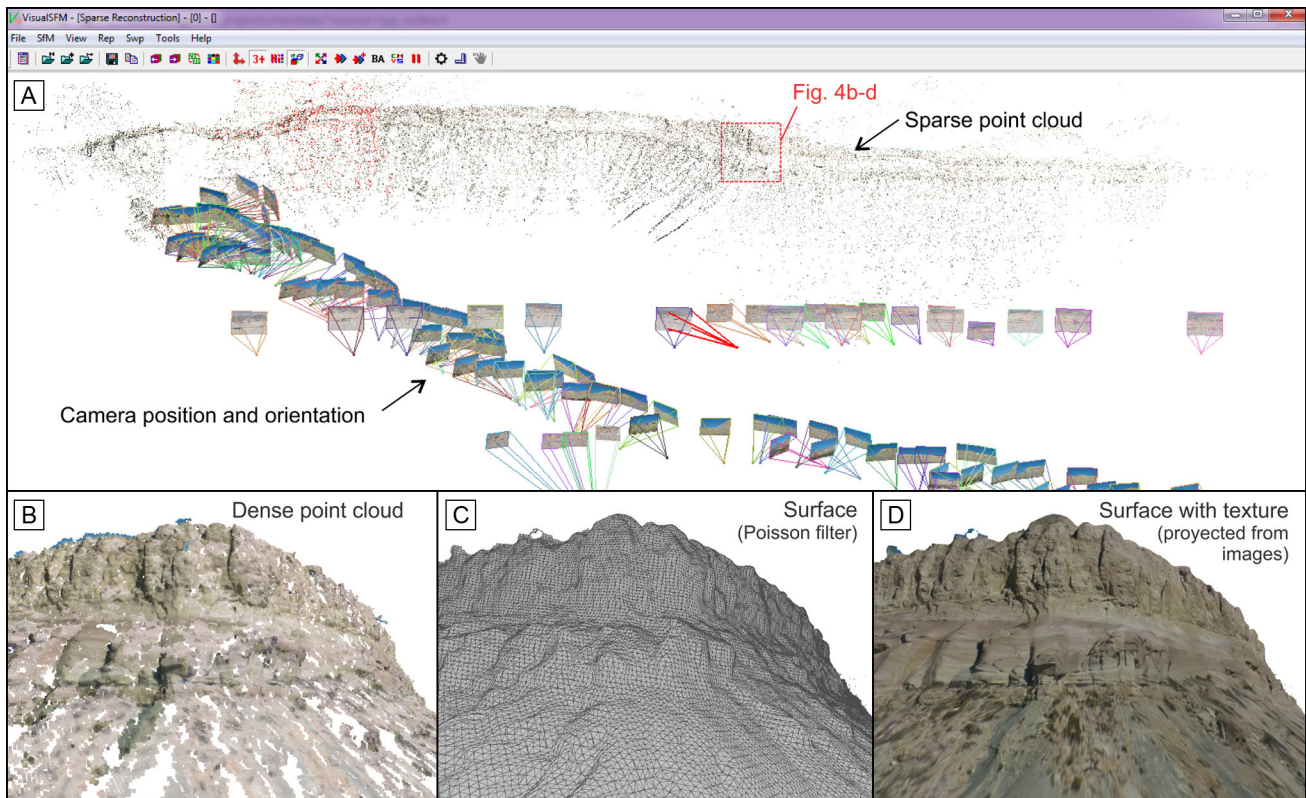 VisualSFM - [Sparse Reconstruction] - [0] - []
File SfM View Rep Swp Tools Help
3+ BA
A
Fig. 4b-d
Sparse point cloud
Camera position and orientation
B
Dense point cloud
C
Surface
(Poisson filter)
D
Surface with texture
(proyected from
images)